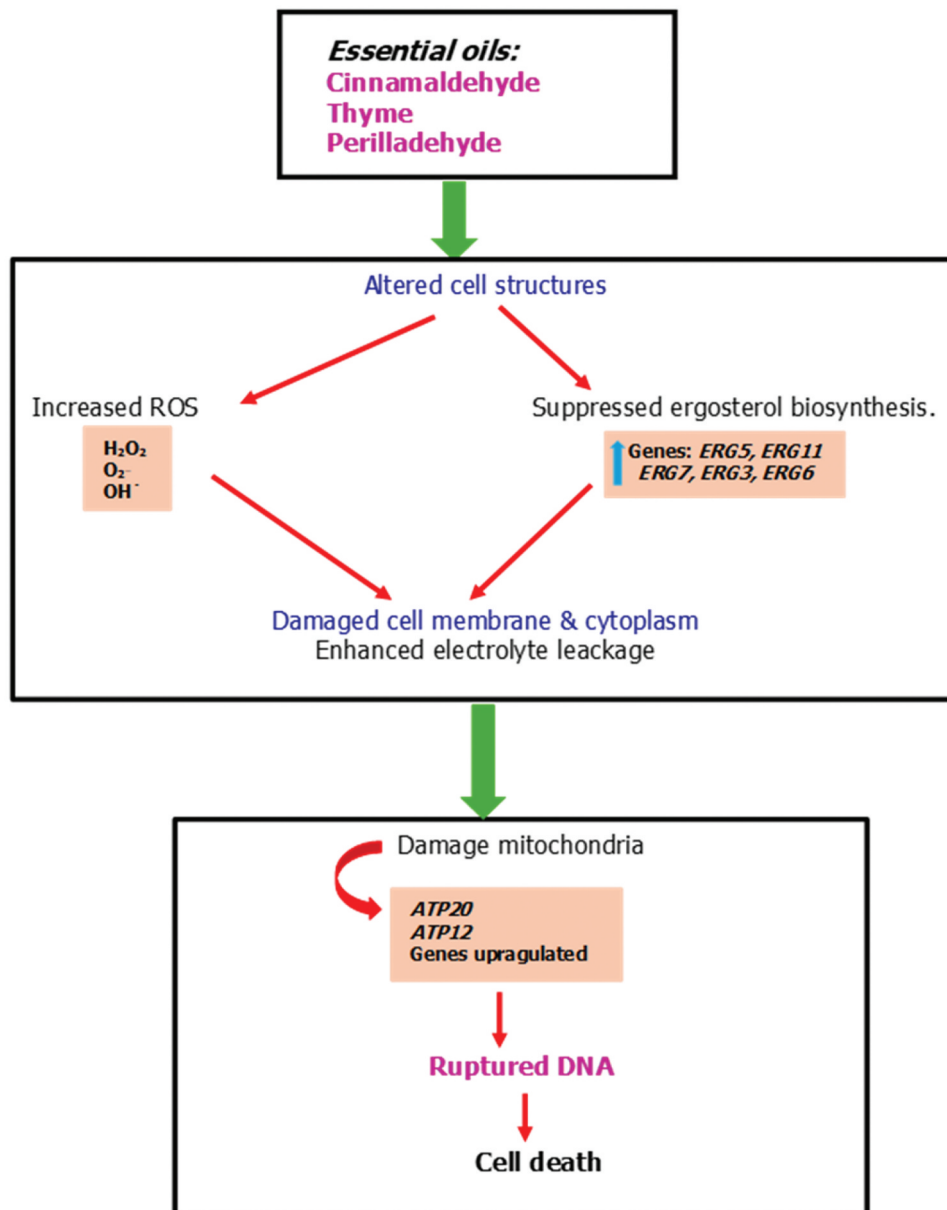 Essential oils:
Cinnamaldehyde
Thyme
Perilladehyde
Altered cell structures
Increased ROS
H₂O₂
O₂⁻
OH⁻
Suppressed ergosterol biosynthesis.
Genes: ERG5, ERG11
ERG7, ERG3, ERG6
Damaged cell membrane & cytoplasm
Enhanced electrolyte leackage
Damage mitochondria
ATP20
ATP12
Genes upragulated
Ruptured DNA
Cell death